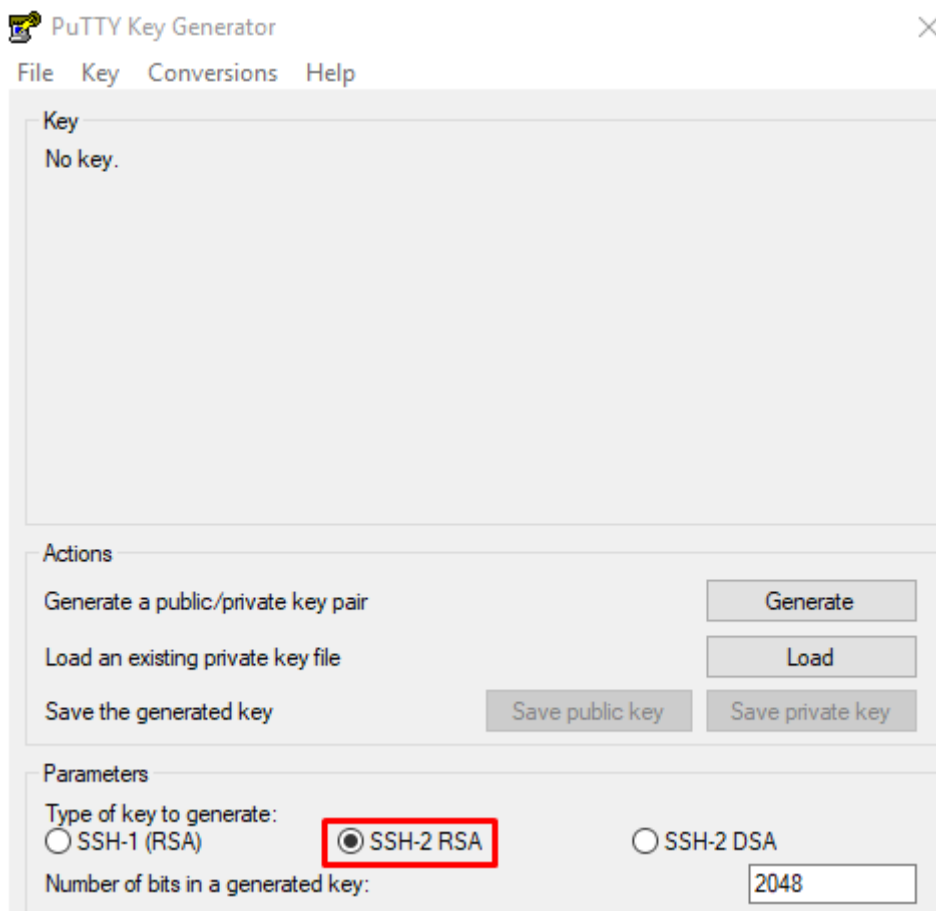 PuTTY Key Generator
File Key Conversions Help
Key
No key.
Actions
Generate a public/private key pair Generate
Load an existing private key file Load
Save the generated key Save public key Save private key
Parameters
Type of key to generate:
SSH-1 (RSA) SSH-2 RSA SSH-2 DSA
Number of bits in a generated key: 2048